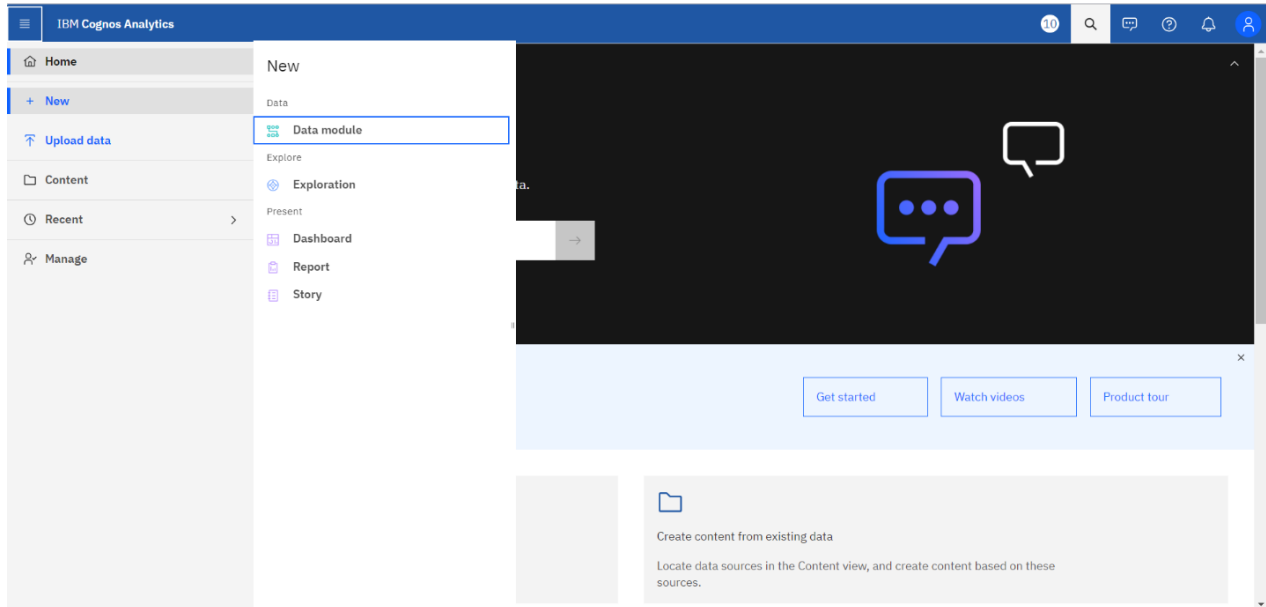 IBM Cognos Analytics
10
Home
New
Upload data
Content
Recent
Manage
New
Data
Data module
Explore
Exploration
Present
Dashboard
Report
Story
ta.
Get started
Watch videos
Product tour
Create content from existing data
Locate data sources in the Content view, and create content based on these
sources.